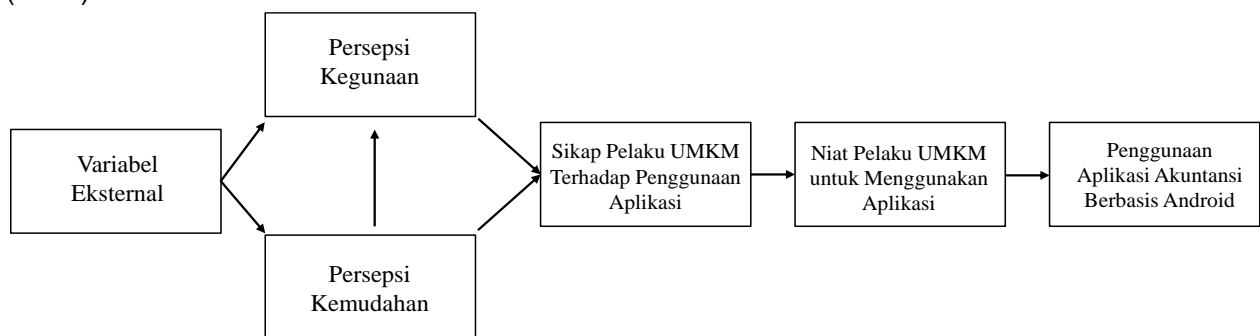 Persepsi
Kegunaan
Variabel
Eksternal
Persepsi
Kemudahan
Sikap Pelaku UMKM
Terhadap Penggunaan
Aplikasi
Niat Pelaku UMKM
untuk Menggunakan
Aplikasi
Penggunaan
Aplikasi Akuntansi
Berbasis Android